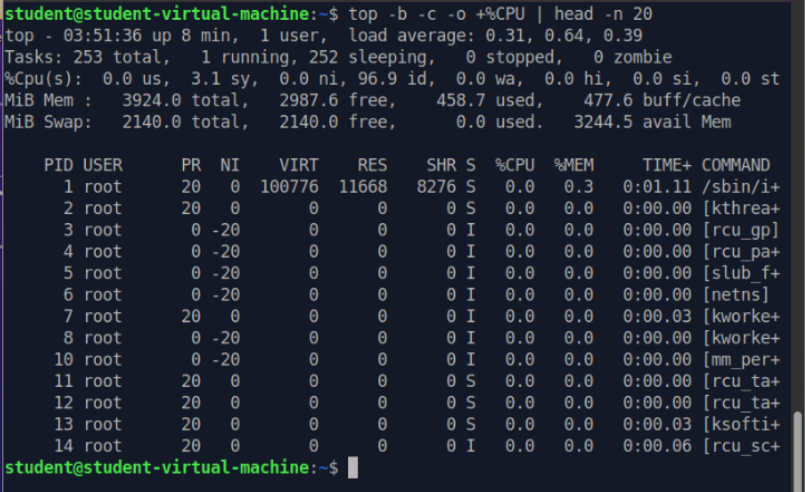 student@student-virtual-machine:~$ top -b -c -o +%CPU | head -n 20
top - 03:51:36 up 8 min,  1 user,  load average: 0.31, 0.64, 0.39
Tasks: 253 total,   1 running, 252 sleeping,   0 stopped,   0 zombie
%Cpu(s):  0.0 us,  3.1 sy,  0.0 ni, 96.9 id,  0.0 wa,  0.0 hi,  0.0 si,  0.0 st
MiB Mem :   3924.0 total,   2987.6 free,    458.7 used,    477.6 buff/cache
MiB Swap:   2140.0 total,   2140.0 free,      0.0 used.   3244.5 avail Mem
    PID USER      PR  NI    VIRT    RES    SHR S  %CPU  %MEM     TIME+ COMMAND
      1 root      20   0  100776  11668   8276 S   0.0   0.3   0:01.11 /sbin/i+
      2 root      20   0       0      0      0 S   0.0   0.0   0:00.00 [kthrea+
      3 root       0 -20       0      0      0 I   0.0   0.0   0:00.00 [rcu_gp]
      4 root       0 -20       0      0      0 I   0.0   0.0   0:00.00 [rcu_pa+
      5 root       0 -20       0      0      0 I   0.0   0.0   0:00.00 [slub_f+
      6 root       0 -20       0      0      0 I   0.0   0.0   0:00.00 [netns]
      7 root      20   0       0      0      0 I   0.0   0.0   0:00.03 [kworke+
      8 root       0 -20       0      0      0 I   0.0   0.0   0:00.00 [kworke+
     10 root       0 -20       0      0      0 I   0.0   0.0   0:00.00 [mm_per+
     11 root      20   0       0      0      0 S   0.0   0.0   0:00.00 [rcu_ta+
     12 root      20   0       0      0      0 S   0.0   0.0   0:00.00 [rcu_ta+
     13 root      20   0       0      0      0 S   0.0   0.0   0:00.03 [ksofti+
     14 root      20   0       0      0      0 I   0.0   0.0   0:00.06 [rcu_sc+
student@student-virtual-machine:~$